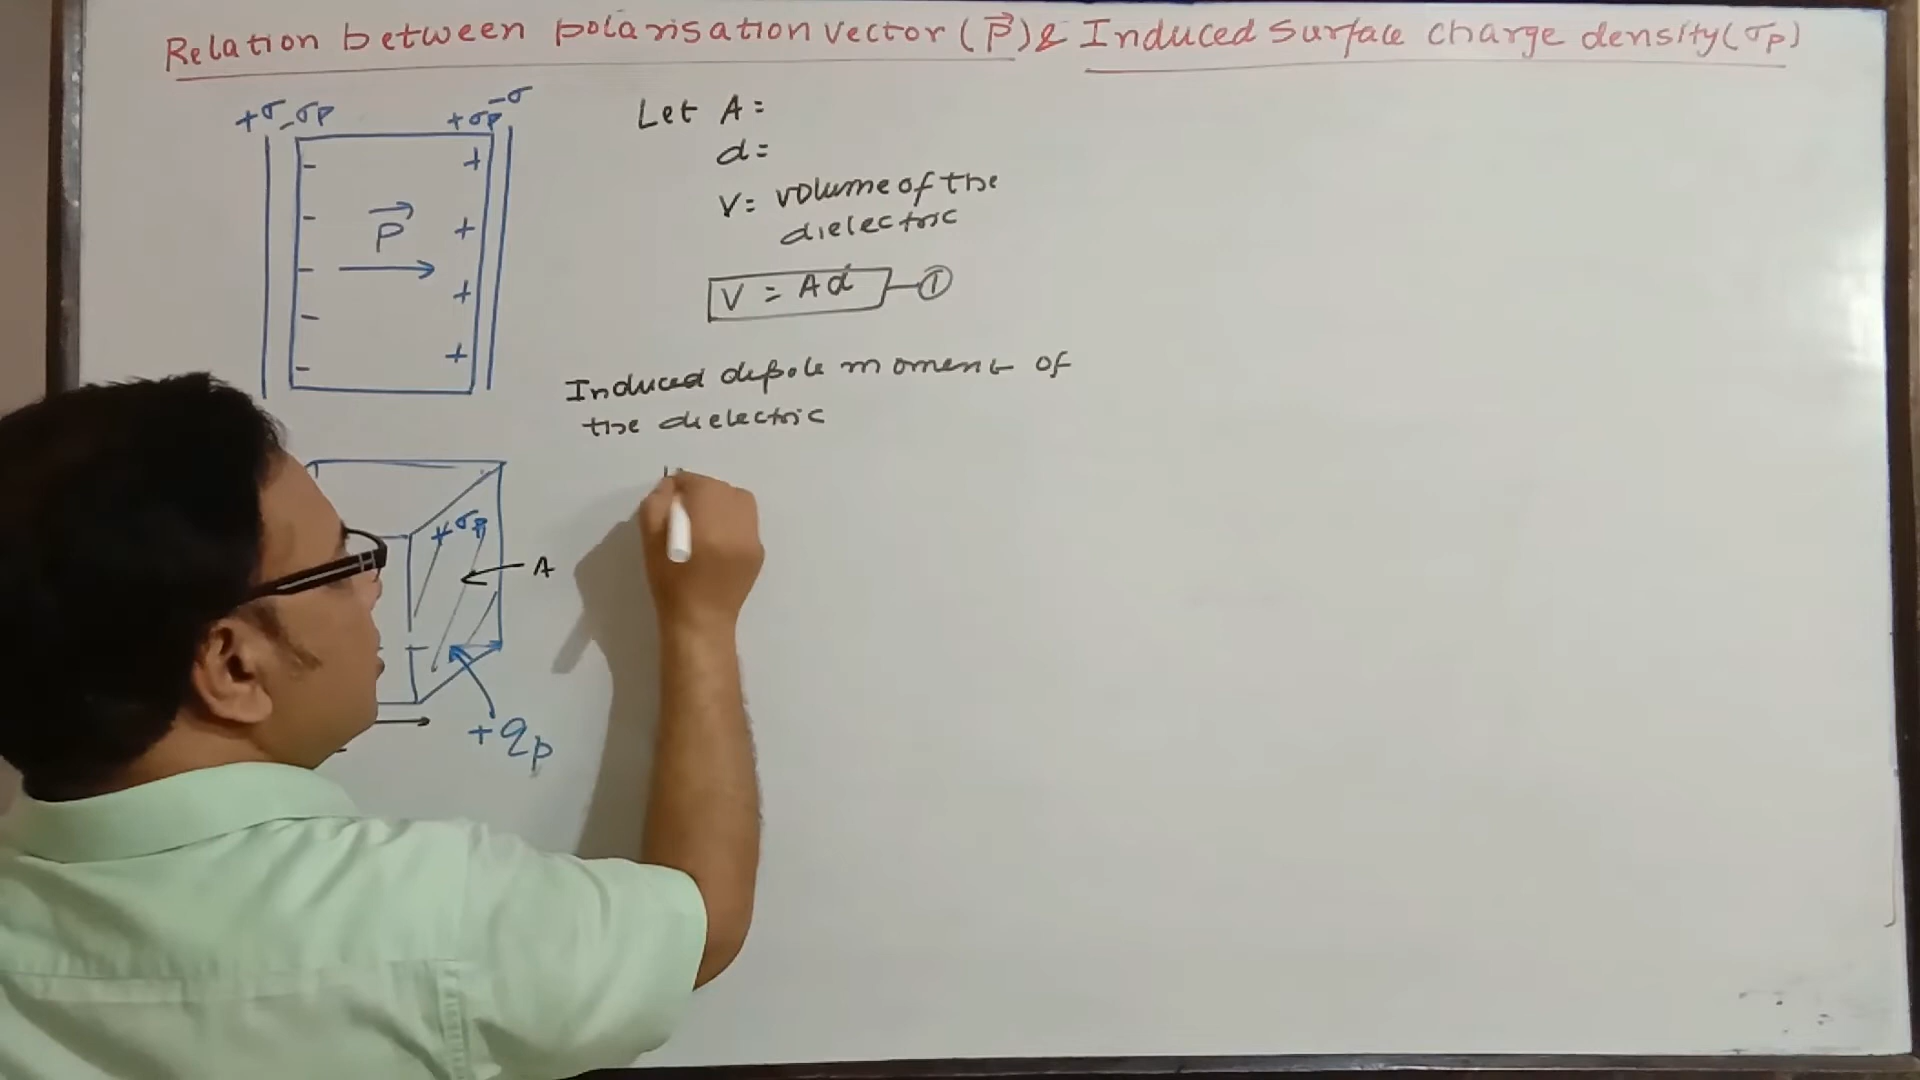 Relation between polarisation vector (P⃗) & Induced surface charge density (σp)
+σ -σp +σp -σ
- +
- +
P⃗
- +
-
- +
Let A =
d =
V = volume of the
dielectric
V = Ad —①
Induced depole moment of
the dielectric
+σp
A
+qp